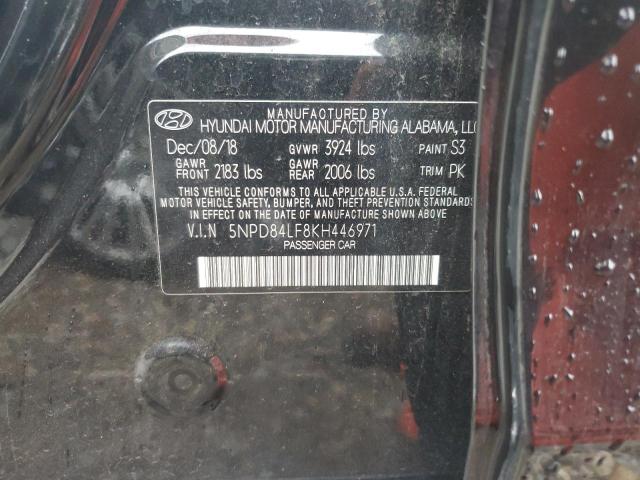 MANUFACTURED BY
HYUNDAI MOTOR MANUFACTURING ALABAMA, LLC
Dec/08/18 GVWR 3924 lbs PAINT S3
GAWR FRONT 2183 lbs GAWR REAR 2006 lbs TRIM PK
THIS VEHICLE CONFORMS TO ALL APPLICABLE U.S.A. FEDERAL
MOTOR VEHICLE SAFETY, BUMPER, AND THEFT PREVENTION STANDARDS
IN EFFECT ON THE DATE OF MANUFACTURE SHOWN ABOVE.
V.I.N 5NPD84LF8KH446971
PASSENGER CAR